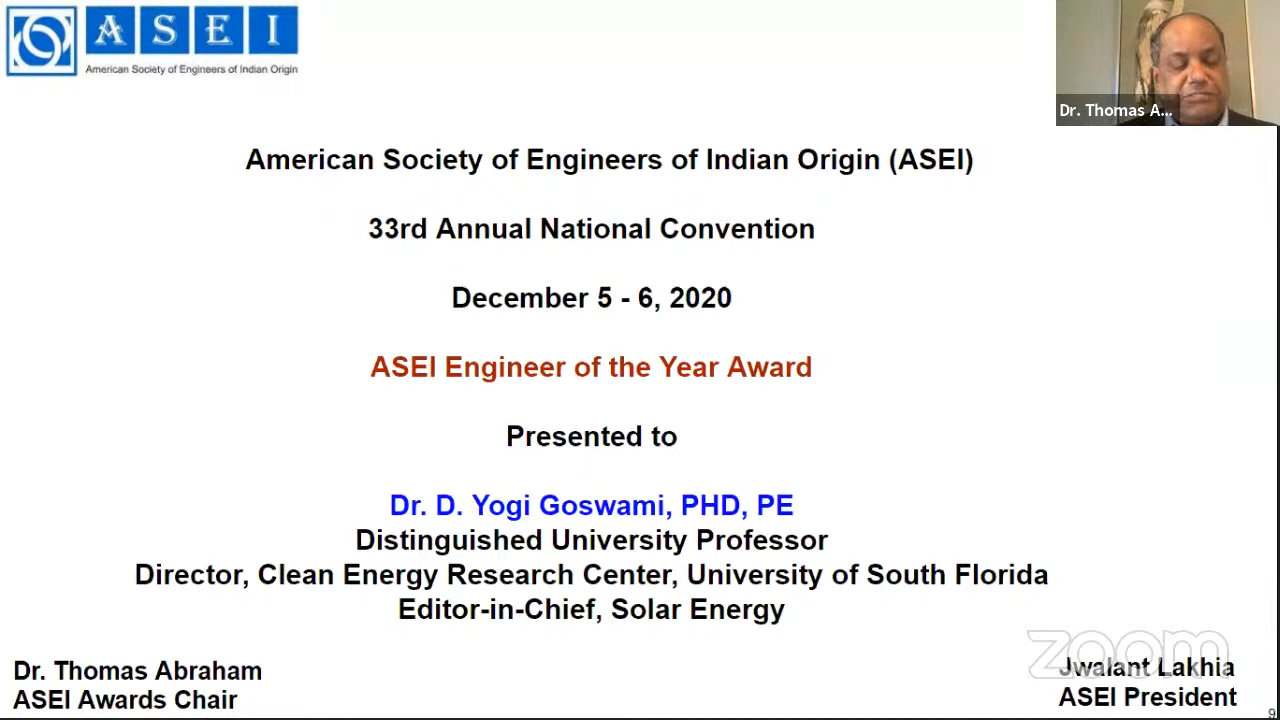 A S E I
American Society of Engineers of Indian Origin
Dr. Thomas A...
American Society of Engineers of Indian Origin (ASEI)
33rd Annual National Convention
December 5 - 6, 2020
ASEI Engineer of the Year Award
Presented to
Dr. D. Yogi Goswami, PHD, PE
Distinguished University Professor
Director, Clean Energy Research Center, University of South Florida
Editor-in-Chief, Solar Energy
zoom
Dr. Thomas Abraham
ASEI Awards Chair
Jwalant Lakhia
ASEI President
9